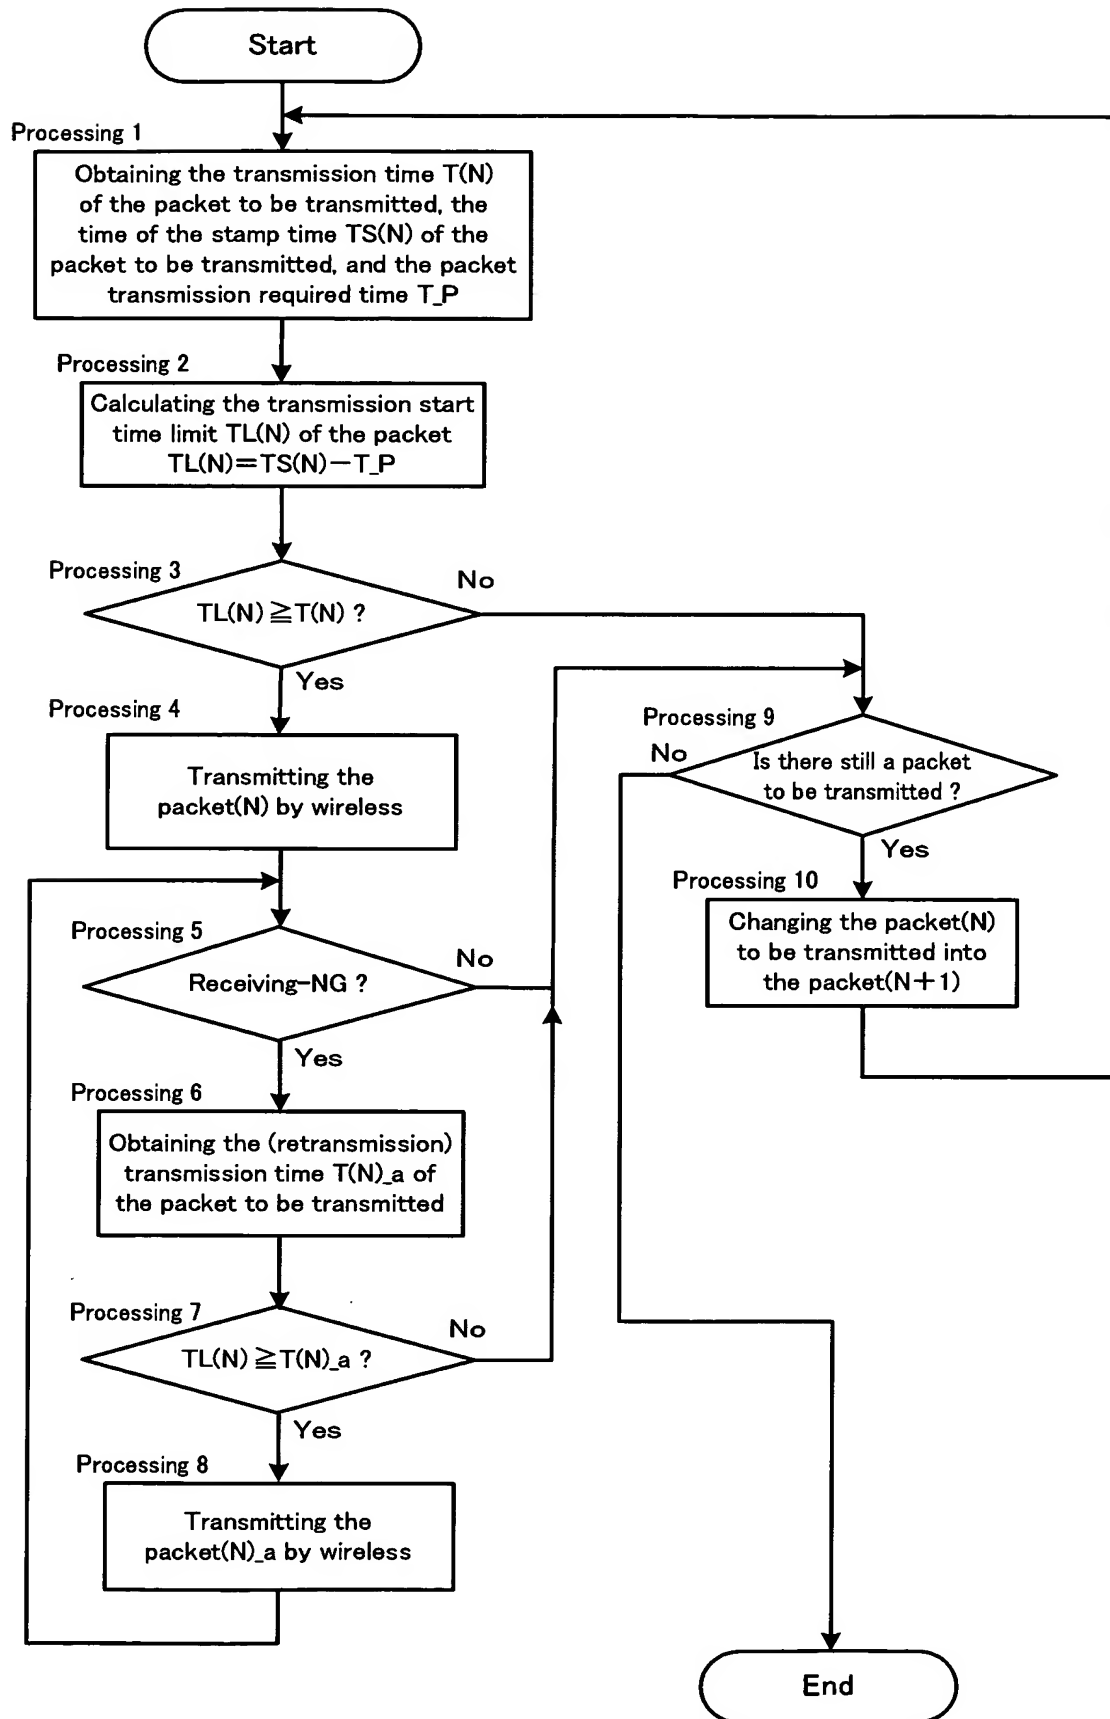 Start
Processing 1
Obtaining the transmission time T(N)
of the packet to be transmitted, the
time of the stamp time TS(N) of the
packet to be transmitted, and the packet
transmission required time T_P
Processing 2
Calculating the transmission start
time limit TL(N) of the packet
TL(N)=TS(N)−T_P
Processing 3
No
TL(N)≧T(N) ?
Yes
Processing 4
Transmitting the
packet(N) by wireless
Processing 5
No
Receiving-NG ?
Yes
Processing 6
Obtaining the (retransmission)
transmission time T(N)_a of
the packet to be transmitted
Processing 7
No
TL(N)≧T(N)_a ?
Yes
Processing 8
Transmitting the
packet(N)_a by wireless
Processing 9
No
Is there still a packet
to be transmitted ?
Yes
Processing 10
Changing the packet(N)
to be transmitted into
the packet(N+1)
End